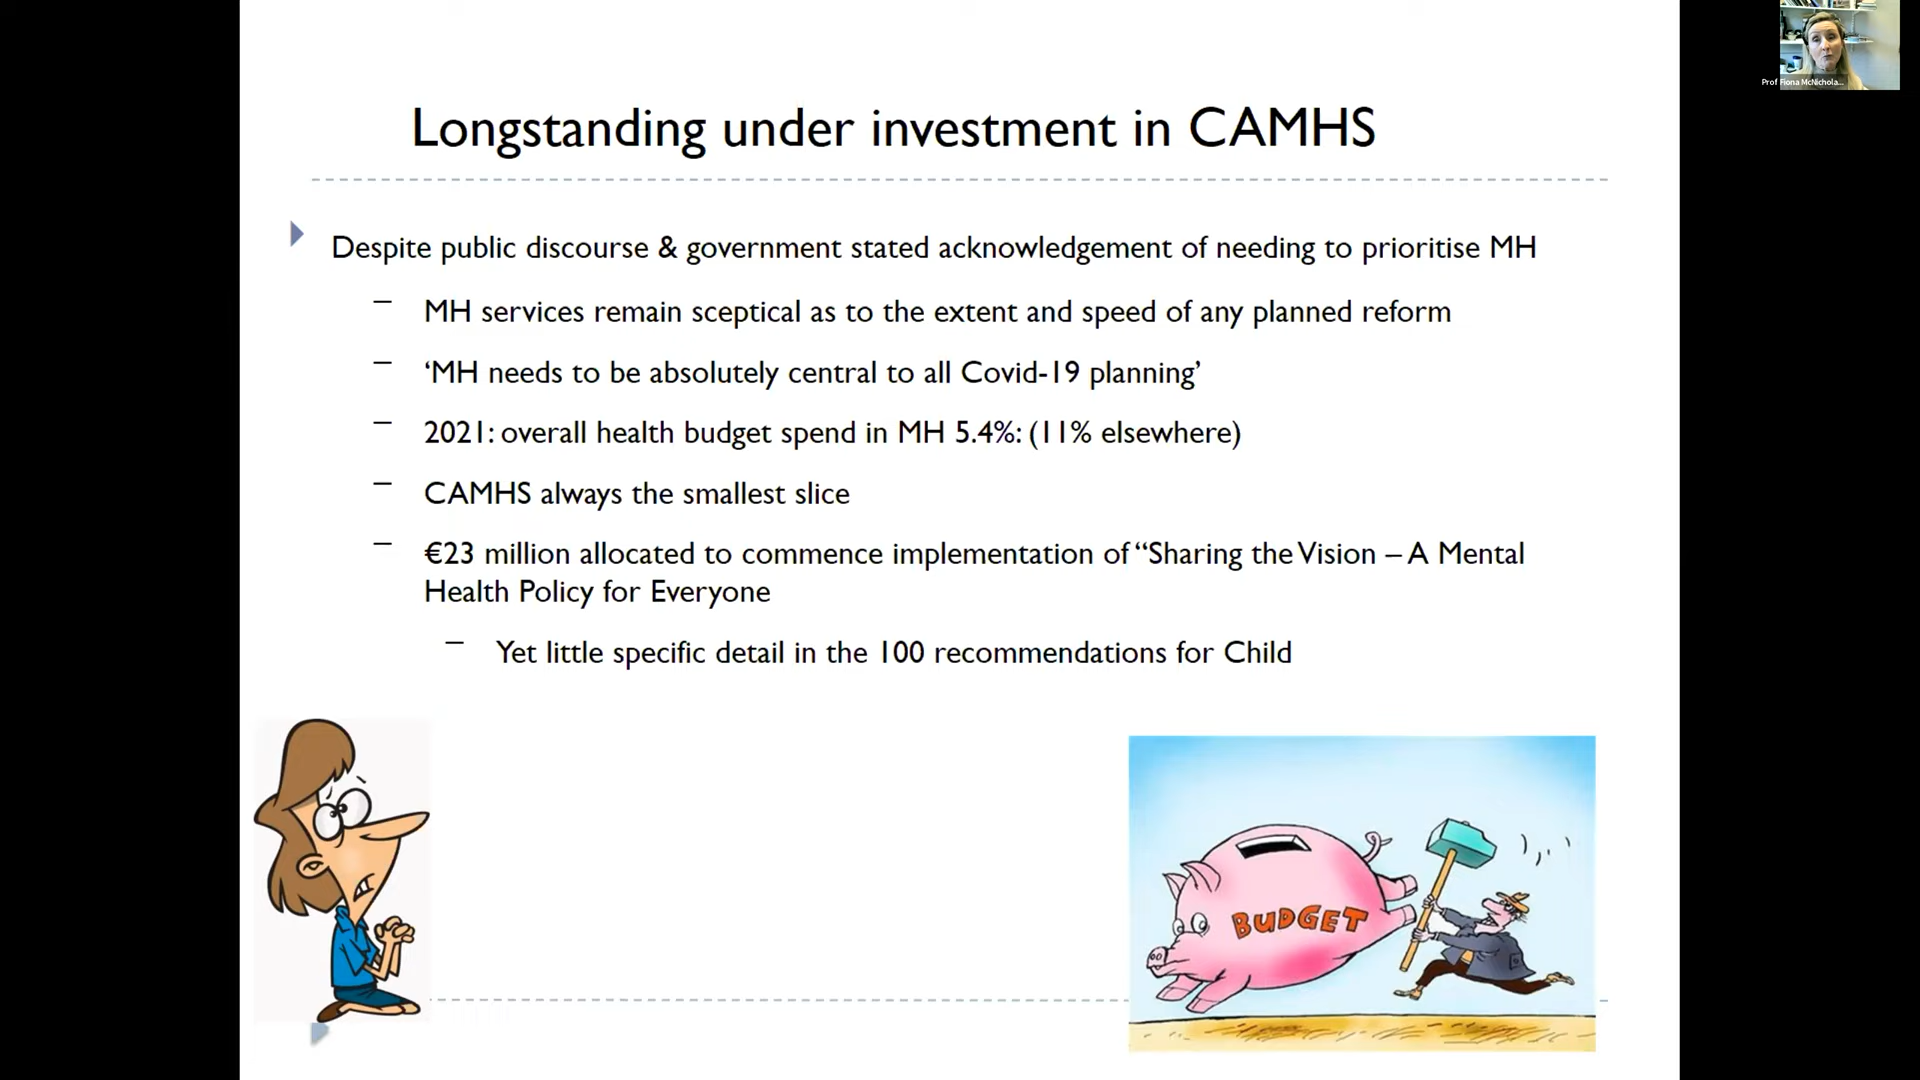 Prof Fiona McNichola...
Longstanding under investment in CAMHS
Despite public discourse & government stated acknowledgement of needing to prioritise MH
– MH services remain sceptical as to the extent and speed of any planned reform
– ‘MH needs to be absolutely central to all Covid-19 planning’
– 2021: overall health budget spend in MH 5.4%: (11% elsewhere)
– CAMHS always the smallest slice
– €23 million allocated to commence implementation of “Sharing the Vision – A Mental
Health Policy for Everyone
– Yet little specific detail in the 100 recommendations for Child
BUDGET